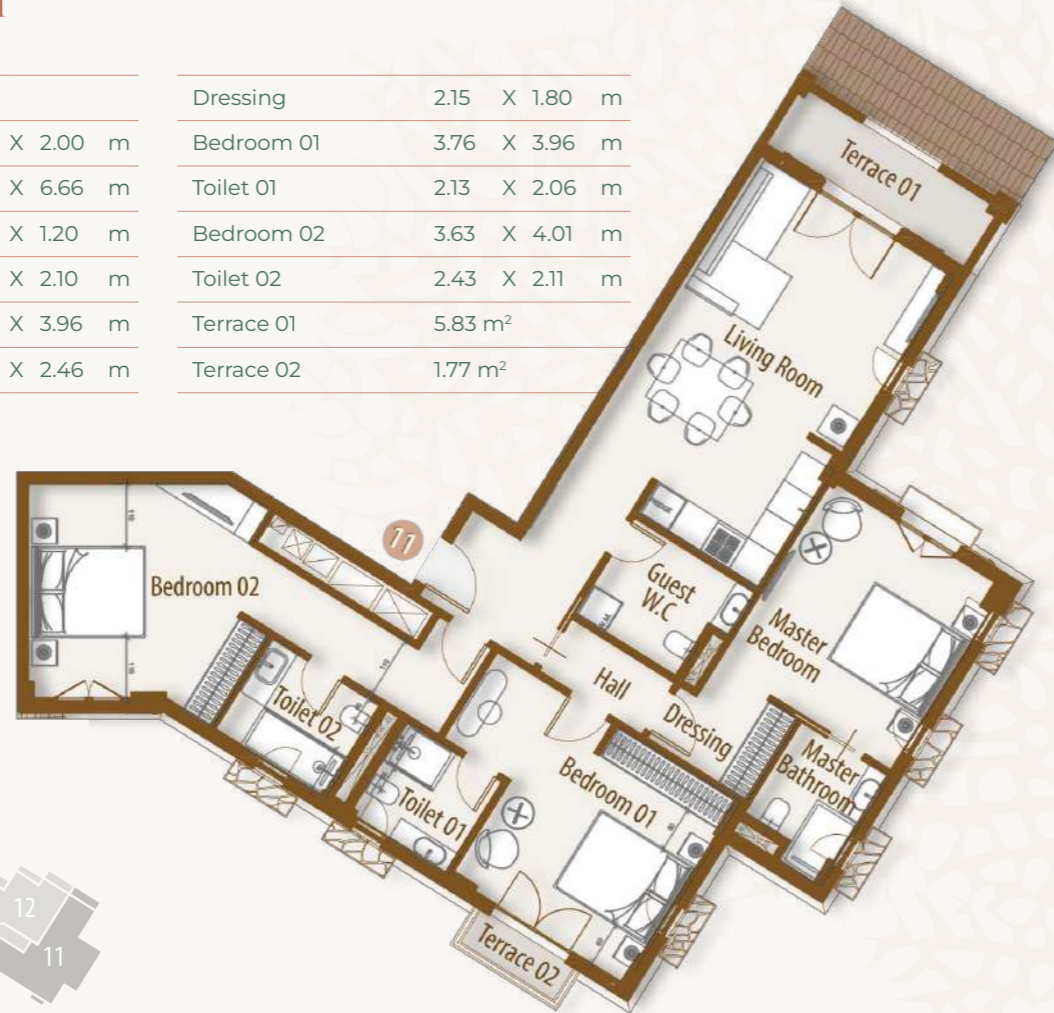 X 2.00 m
X 6.66 m
X 1.20 m
X 2.10 m
X 3.96 m
X 2.46 m
Dressing 2.15 X 1.80 m
Bedroom 01 3.76 X 3.96 m
Toilet 01 2.13 X 2.06 m
Bedroom 02 3.63 X 4.01 m
Toilet 02 2.43 X 2.11 m
Terrace 01 5.83 m²
Terrace 02 1.77 m²
Terrace 01
Living Room
11
Bedroom 02
110
110
Guest
W.C
Master
Bedroom
Hall
Dressing
Toilet 02
Toilet 01
Bedroom 01
Master
Bathroom
Terrace 02
12
11